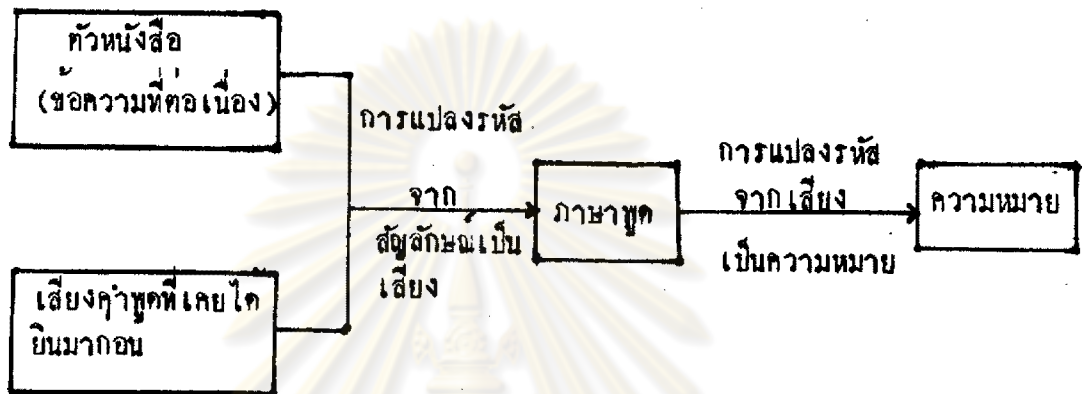 ตัวหนังสือ
(ข้อความที่ต่อเนื่อง)
การแปลงรหัส
จาก
สัญลักษณเป็น
เสียง
เสียงคำพูดที่เคยได
ยินมากอน
ภาษาพูด
การแปลงรหัส
จากเสียง
เป็นความหมาย
ความหมาย